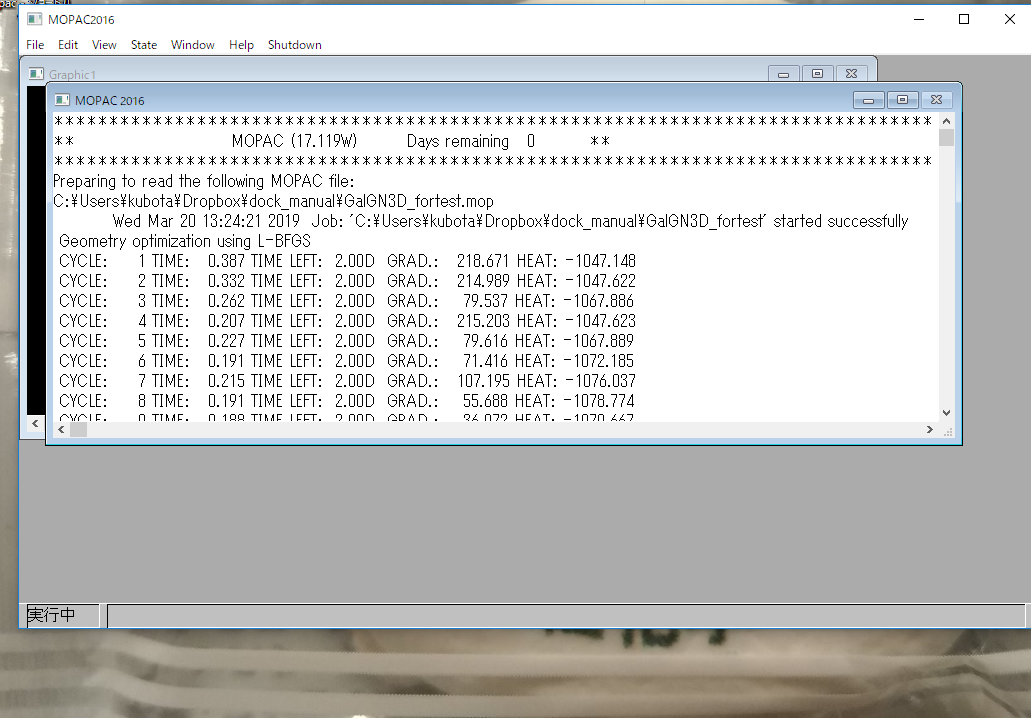 MOPAC2016
File Edit View State Window Help Shutdown
Graphic1
MOPAC 2016
*******************************************************************************
** MOPAC (17.119W) Days remaining 0 **
*******************************************************************************
Preparing to read the following MOPAC file:
C:¥Users¥kubota¥Dropbox¥dock_manual¥GalGN3D_fortest.mop
Wed Mar 20 13:24:21 2019 Job: 'C:¥Users¥kubota¥Dropbox¥dock_manual¥GalGN3D_fortest' started successfully
Geometry optimization using L-BFGS
CYCLE: 1 TIME: 0.387 TIME LEFT: 2.00D GRAD.: 218.671 HEAT: -1047.148
CYCLE: 2 TIME: 0.332 TIME LEFT: 2.00D GRAD.: 214.989 HEAT: -1047.622
CYCLE: 3 TIME: 0.262 TIME LEFT: 2.00D GRAD.: 79.537 HEAT: -1067.886
CYCLE: 4 TIME: 0.207 TIME LEFT: 2.00D GRAD.: 215.203 HEAT: -1047.623
CYCLE: 5 TIME: 0.227 TIME LEFT: 2.00D GRAD.: 79.616 HEAT: -1067.889
CYCLE: 6 TIME: 0.191 TIME LEFT: 2.00D GRAD.: 71.416 HEAT: -1072.185
CYCLE: 7 TIME: 0.215 TIME LEFT: 2.00D GRAD.: 107.195 HEAT: -1076.037
CYCLE: 8 TIME: 0.191 TIME LEFT: 2.00D GRAD.: 55.688 HEAT: -1078.774
CYCLE: 9 TIME: 0.188 TIME LEFT: 2.00D GRAD.: 36.072 HEAT: -1079.667
実行中